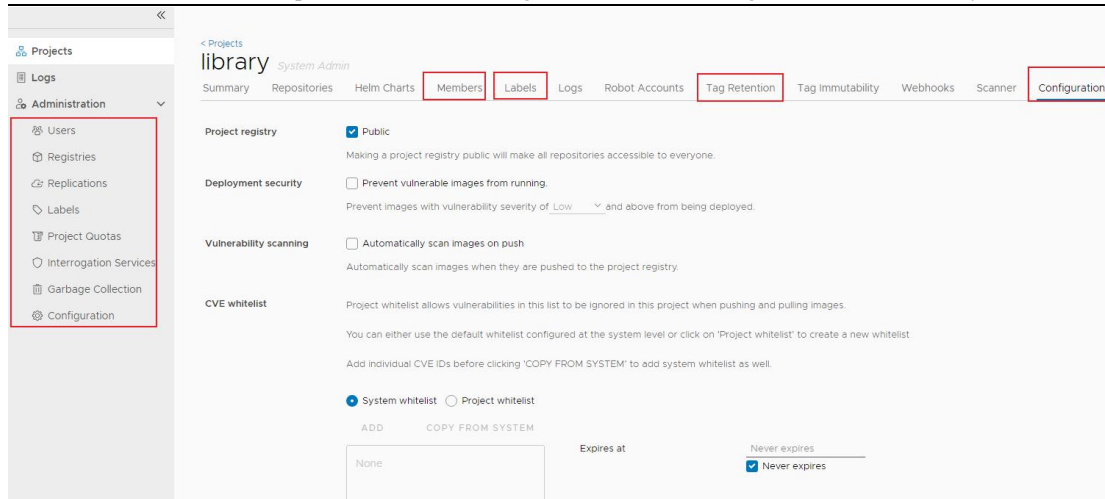 «
Projects
Logs
Administration
Users
Registries
Replications
Labels
Project Quotas
Interrogation Services
Garbage Collection
Configuration
< Projects
library System Admin
Summary Repositories Helm Charts Members Labels Logs Robot Accounts Tag Retention Tag Immutability Webhooks Scanner Configuration
Project registry Public
Making a project registry public will make all repositories accessible to everyone.
Deployment security Prevent vulnerable images from running.
Prevent images with vulnerability severity of Low and above from being deployed.
Vulnerability scanning Automatically scan images on push
Automatically scan images when they are pushed to the project registry.
CVE whitelist Project whitelist allows vulnerabilities in this list to be ignored in this project when pushing and pulling images.
You can either use the default whitelist configured at the system level or click on 'Project whitelist' to create a new whitelist
Add individual CVE IDs before clicking 'COPY FROM SYSTEM' to add system whitelist as well.
System whitelist Project whitelist
ADD COPY FROM SYSTEM
None Expires at Never expires
Never expires